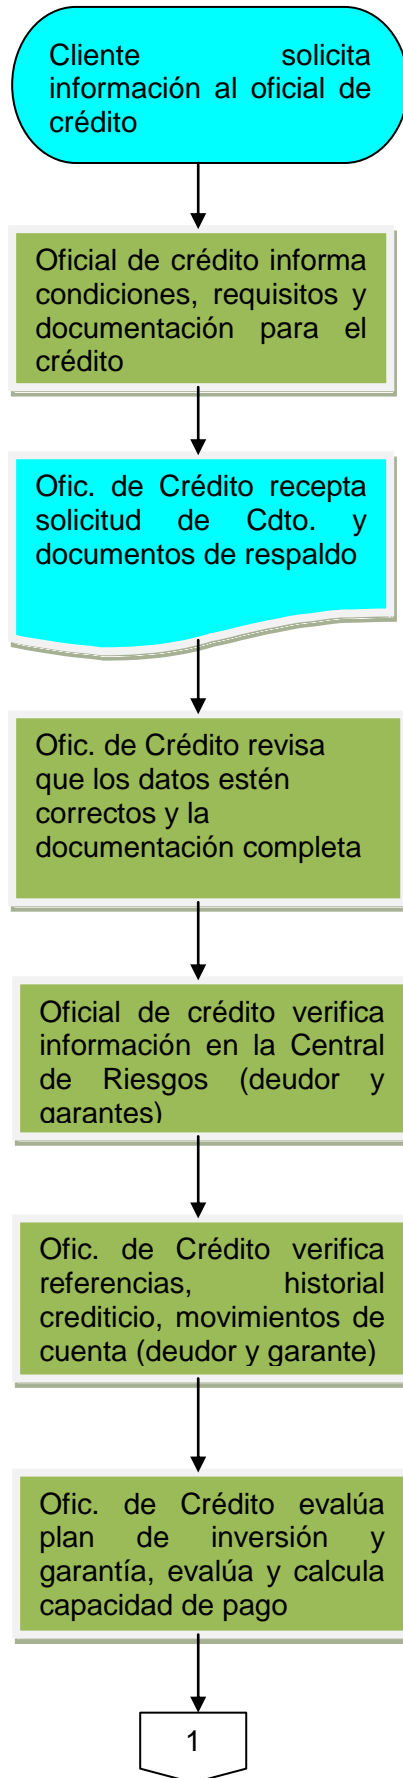 Cliente solicita
información al oficial de
crédito
Oficial de crédito informa
condiciones, requisitos y
documentación para el
crédito
Ofic. de Crédito recepta
solicitud de Cdto. y
documentos de respaldo
Ofic. de Crédito revisa
que los datos estén
correctos y la
documentación completa
Oficial de crédito verifica
información en la Central
de Riesgos (deudor y
garantes)
Ofic. de Crédito verifica
referencias, historial
crediticio, movimientos de
cuenta (deudor y garante)
Ofic. de Crédito evalúa
plan de inversión y
garantía, evalúa y calcula
capacidad de pago
1